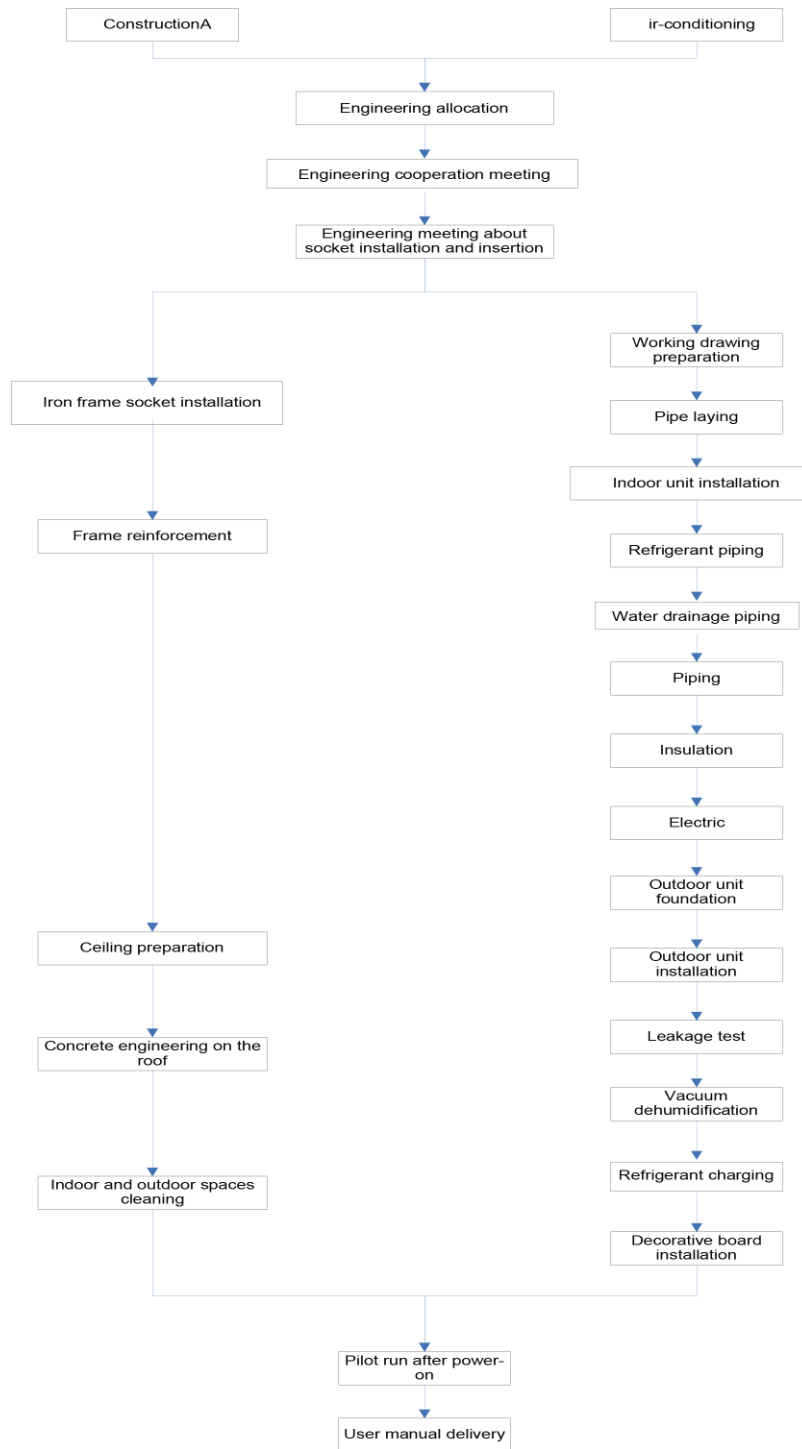 ConstructionA
ir-conditioning
Engineering allocation
Engineering cooperation meeting
Engineering meeting about
socket installation and insertion
Iron frame socket installation
Frame reinforcement
Ceiling preparation
Concrete engineering on the
roof
Indoor and outdoor spaces
cleaning
Working drawing
preparation
Pipe laying
Indoor unit installation
Refrigerant piping
Water drainage piping
Piping
Insulation
Electric
Outdoor unit
foundation
Outdoor unit
installation
Leakage test
Vacuum
dehumidification
Refrigerant charging
Decorative board
installation
Pilot run after power-
on
User manual delivery